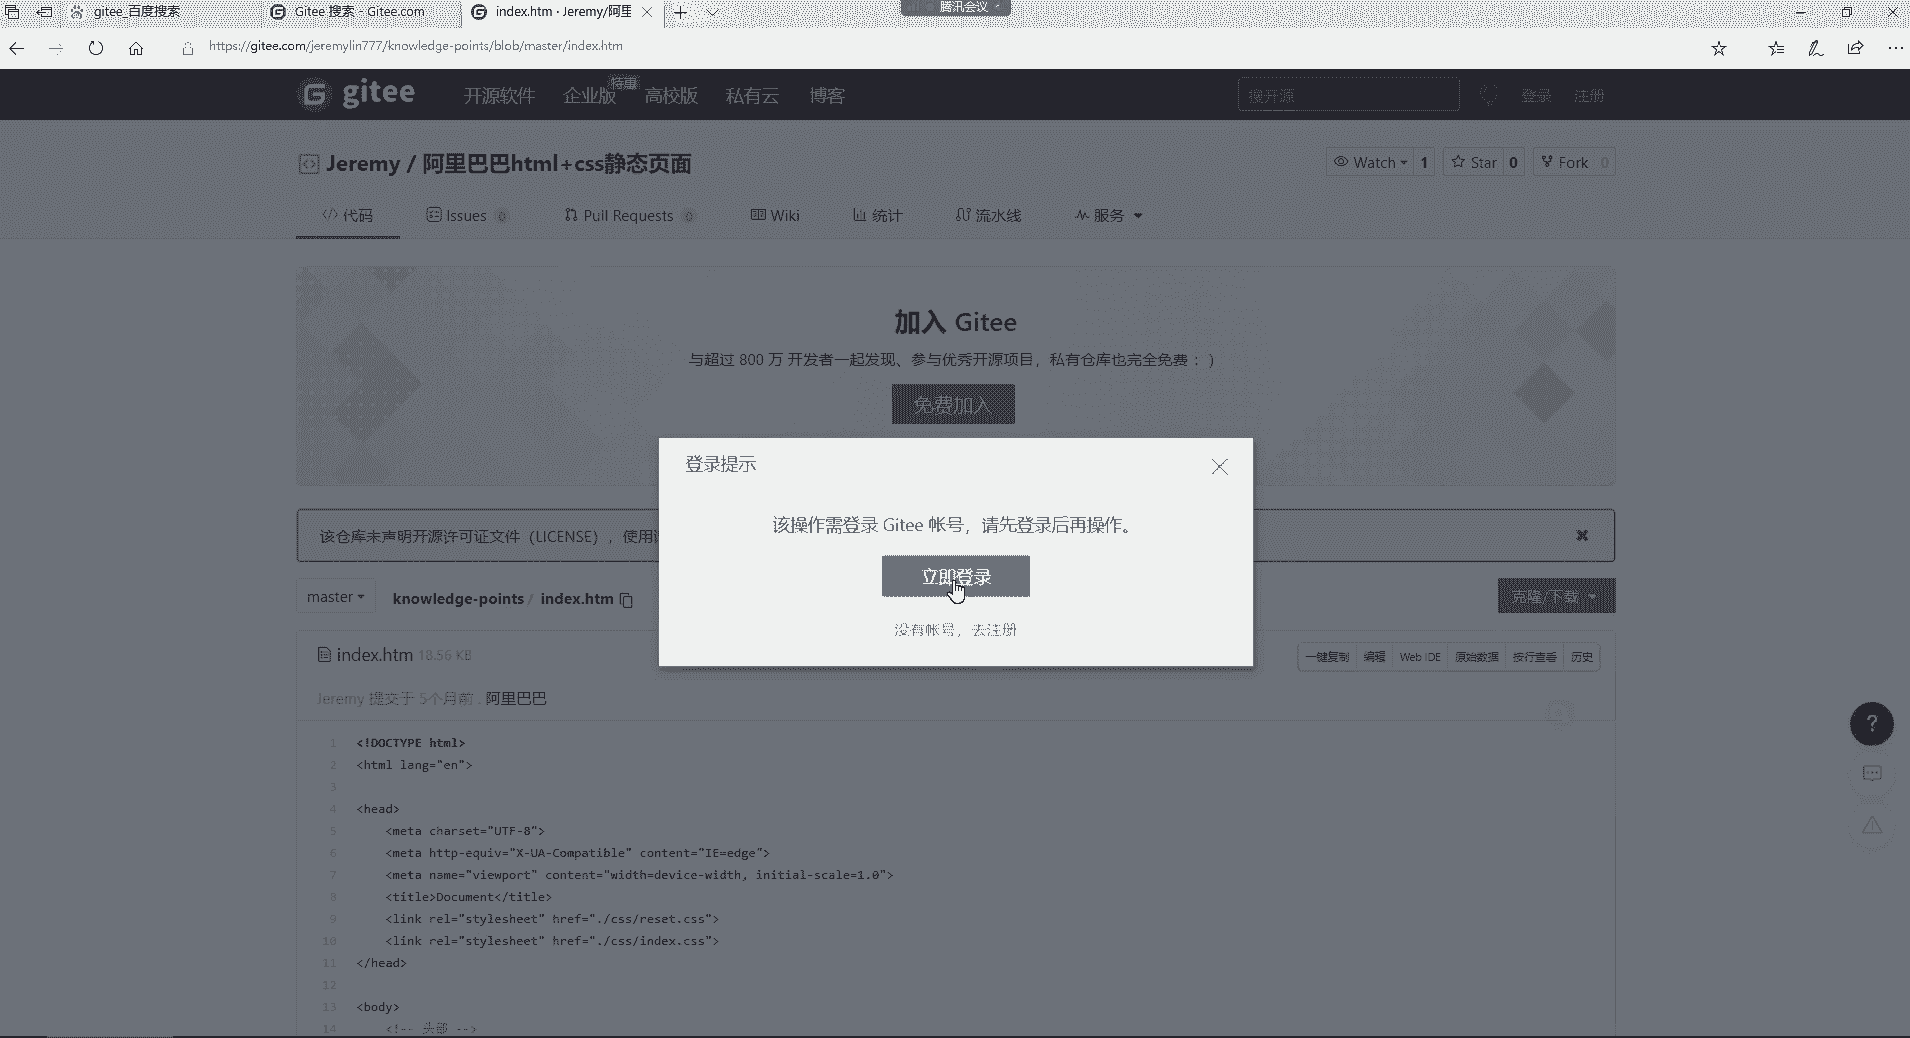 gitee_百度搜索
Gitee 搜索 - Gitee.com
index.htm · Jeremy/阿里
腾讯会议
https://gitee.com/jeremylin777/knowledge-points/blob/master/index.htm
gitee
开源软件
企业版
特惠
高校版
私有云
博客
搜开源
登录
注册
Jeremy / 阿里巴巴html+css静态页面
Watch 1
Star 0
Fork 0
代码
Issues 0
Pull Requests 0
Wiki
统计
流水线
服务
加入 Gitee
与超过 800 万 开发者一起发现、参与优秀开源项目，私有仓库也完全免费：）
免费加入
登录提示
该操作需登录 Gitee 帐号，请先登录后再操作。
立即登录
没有帐号，去注册
该仓库未声明开源许可证文件（LICENSE），使用
master
knowledge-points / index.htm
克隆/下载
index.htm 18.56 KB
一键复制
编辑
Web IDE
原始数据
按行查看
历史
Jeremy 提交于 5个月前 . 阿里巴巴
1 <!DOCTYPE html>
2 <html lang="en">
3
4 <head>
5 <meta charset="UTF-8">
6 <meta http-equiv="X-UA-Compatible" content="IE=edge">
7 <meta name="viewport" content="width=device-width, initial-scale=1.0">
8 <title>Document</title>
9 <link rel="stylesheet" href="./css/reset.css">
10 <link rel="stylesheet" href="./css/index.css">
11 </head>
12
13 <body>
14 <!-- 头部 -->